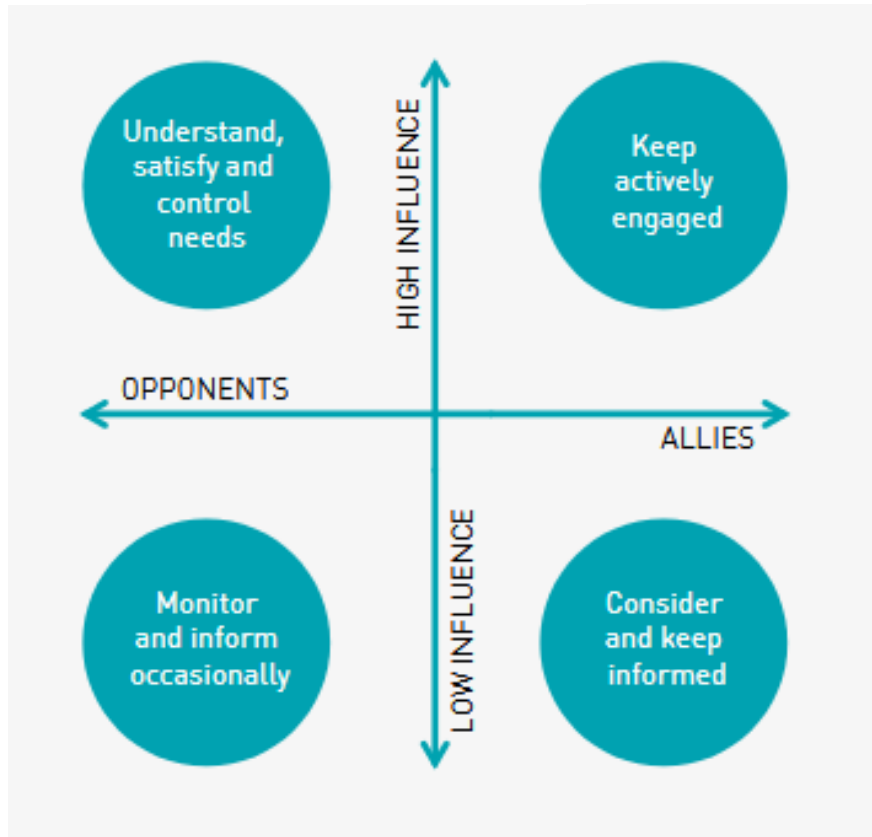 Understand,
satisfy and
control
needs
HIGH INFLUENCE
Keep
actively
engaged
OPPONENTS
ALLIES
Monitor
and inform
occasionally
LOW INFLUENCE
Consider
and keep
informed